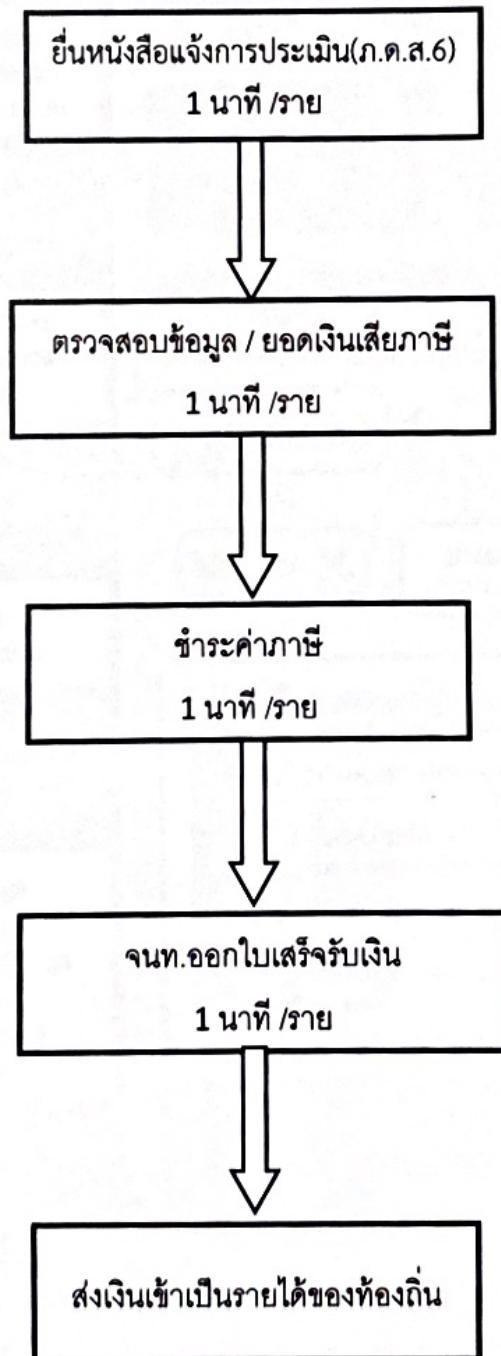 ยื่นหนังสือแจ้งการประเมิน(ภ.ด.ส.6)
1 นาที /ราย
ตรวจสอบข้อมูล / ยอดเงินเสียภาษี
1 นาที /ราย
ชำระค่าภาษี
1 นาที /ราย
จนท.ออกใบเสร็จรับเงิน
1 นาที /ราย
ส่งเงินเข้าเป็นรายได้ของท้องถิ่น